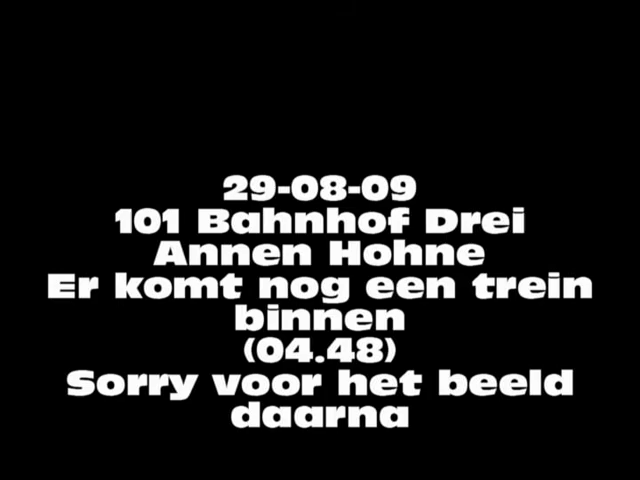 29-08-09
101 Bahnhof Drei
Annen Hohne
Er komt nog een trein
binnen
(04.48)
Sorry voor het beeld
daarna